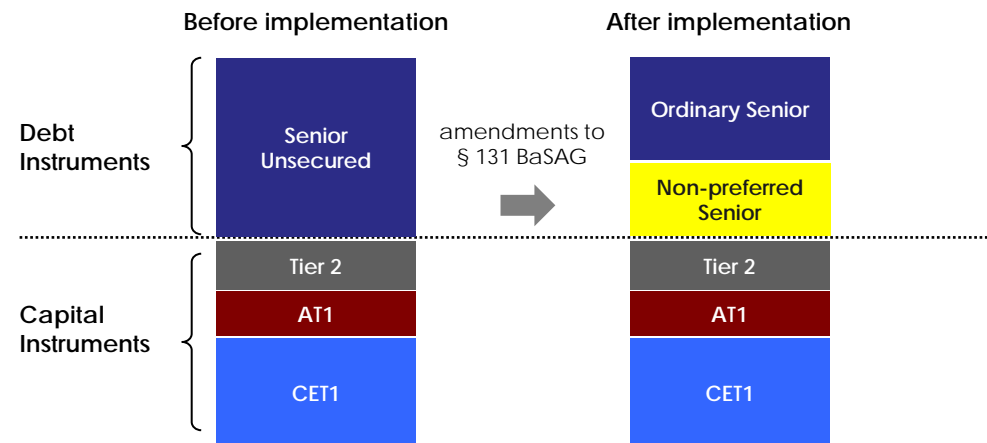 Before implementation
After implementation
Debt
Instruments
Senior
Unsecured
amendments to
§ 131 BaSAG
Ordinary Senior
Non-preferred
Senior
Capital
Instruments
Tier 2
AT1
CET1
Tier 2
AT1
CET1